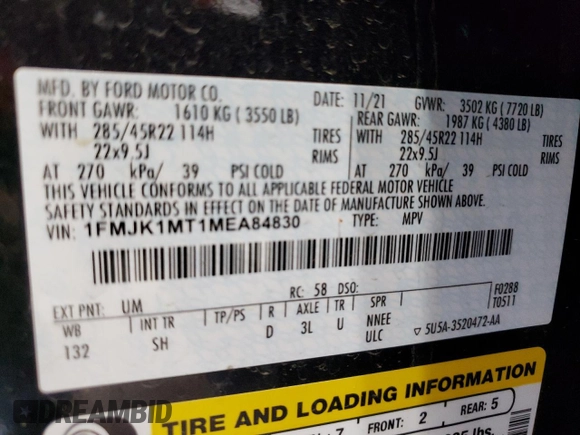 MFD. BY FORD MOTOR CO.
DATE: 11/21 GVWR: 3502 KG ( 7720 LB)
FRONT GAWR: 1610 KG ( 3550 LB) REAR GAWR: 1987 KG ( 4380 LB)
WITH 285/45R22 114H TIRES 285/45R22 114H TIRES
22x9.5J RIMS 22x9.5J RIMS
AT 270 kPa/ 39 PSI COLD AT 270 kPa/ 39 PSI COLD
THIS VEHICLE CONFORMS TO ALL APPLICABLE FEDERAL MOTOR VEHICLE
SAFETY STANDARDS IN EFFECT ON THE DATE OF MANUFACTURE SHOWN ABOVE.
VIN: 1FMJK1MT1MEA84830 TYPE: MPV
EXT PNT: UM RC: 58 DSO: F0288
WB INT TR TP/PS R AXLE TR SPR T0511
132 SH D 3L U NNEE
ULC ▽ 5U5A-3520472-AA
TIRE AND LOADING INFORMATION
7 FRONT: 2 REAR: 5
lbs.
DREAMBID